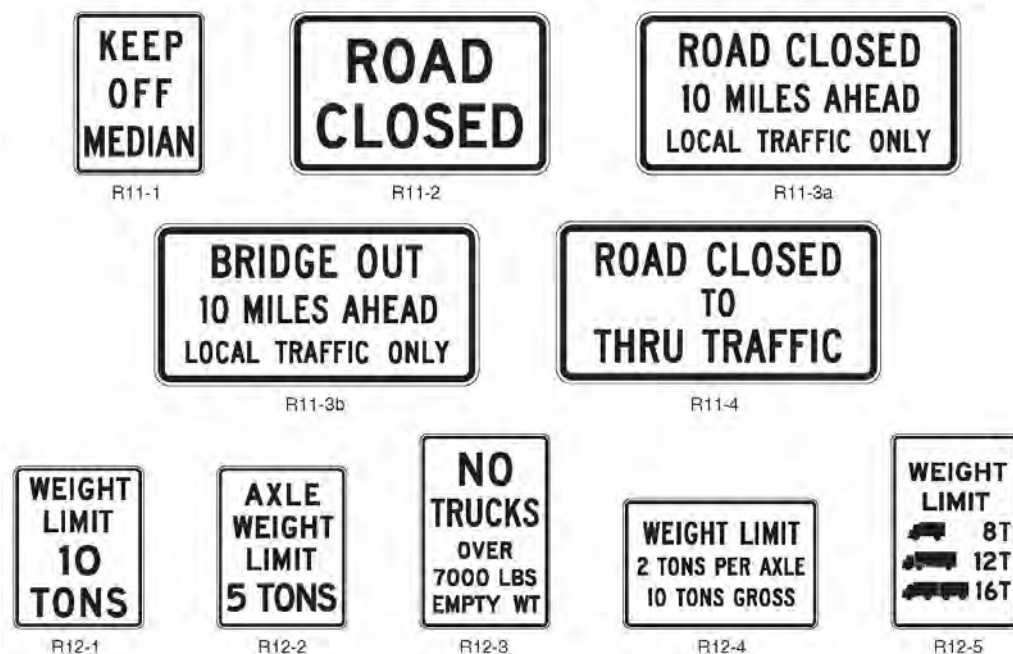 KEEP
OFF
MEDIAN
R11-1
ROAD
CLOSED
R11-2
ROAD CLOSED
10 MILES AHEAD
LOCAL TRAFFIC ONLY
R11-3a
BRIDGE OUT
10 MILES AHEAD
LOCAL TRAFFIC ONLY
R11-3b
ROAD CLOSED
TO
THRU TRAFFIC
R11-4
WEIGHT
LIMIT
10
TONS
R12-1
AXLE
WEIGHT
LIMIT
5 TONS
R12-2
NO
TRUCKS
OVER
7000 LBS
EMPTY WT
R12-3
WEIGHT LIMIT
2 TONS PER AXLE
10 TONS GROSS
R12-4
WEIGHT
LIMIT
8T
12T
16T
R12-5